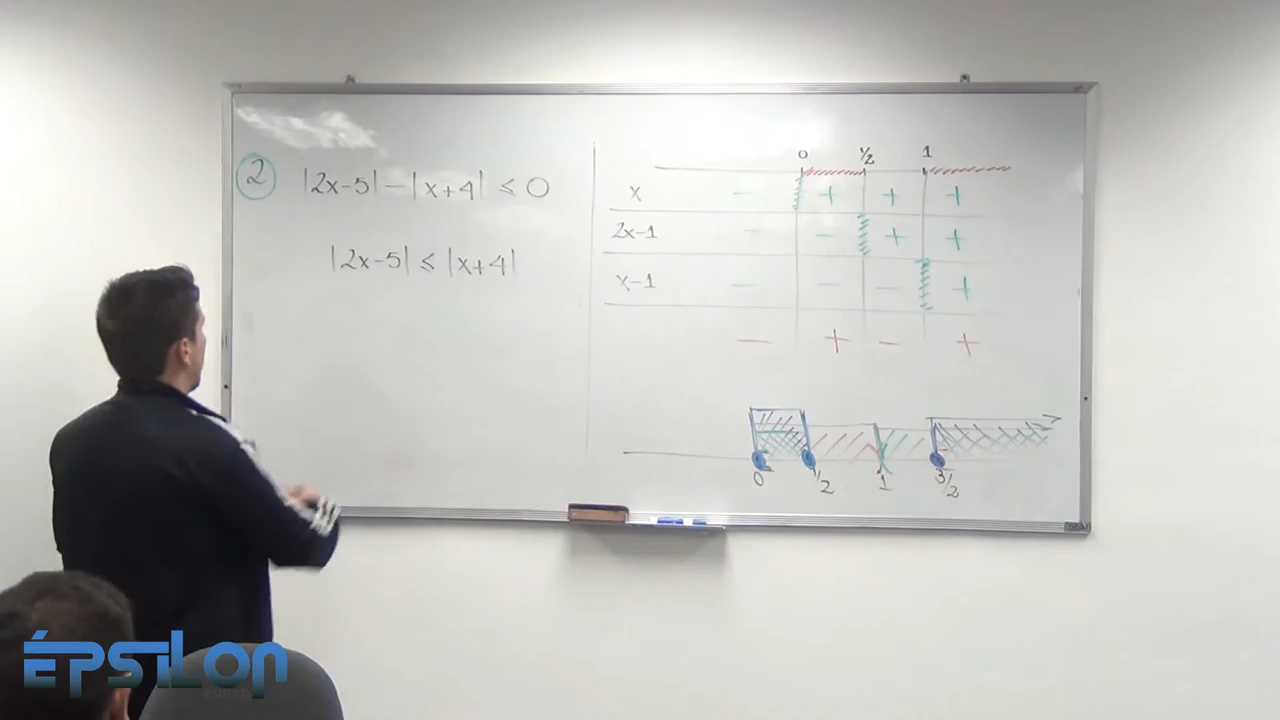 2 |2x-5| - |x+4| ≤ 0
|2x-5| ≤ |x+4|
0 1/2 1
x - + + +
2x-1 - - + +
x-1 - - - +
- + - +
0 1/2 1 3/2
ÉPSILON
CURSO